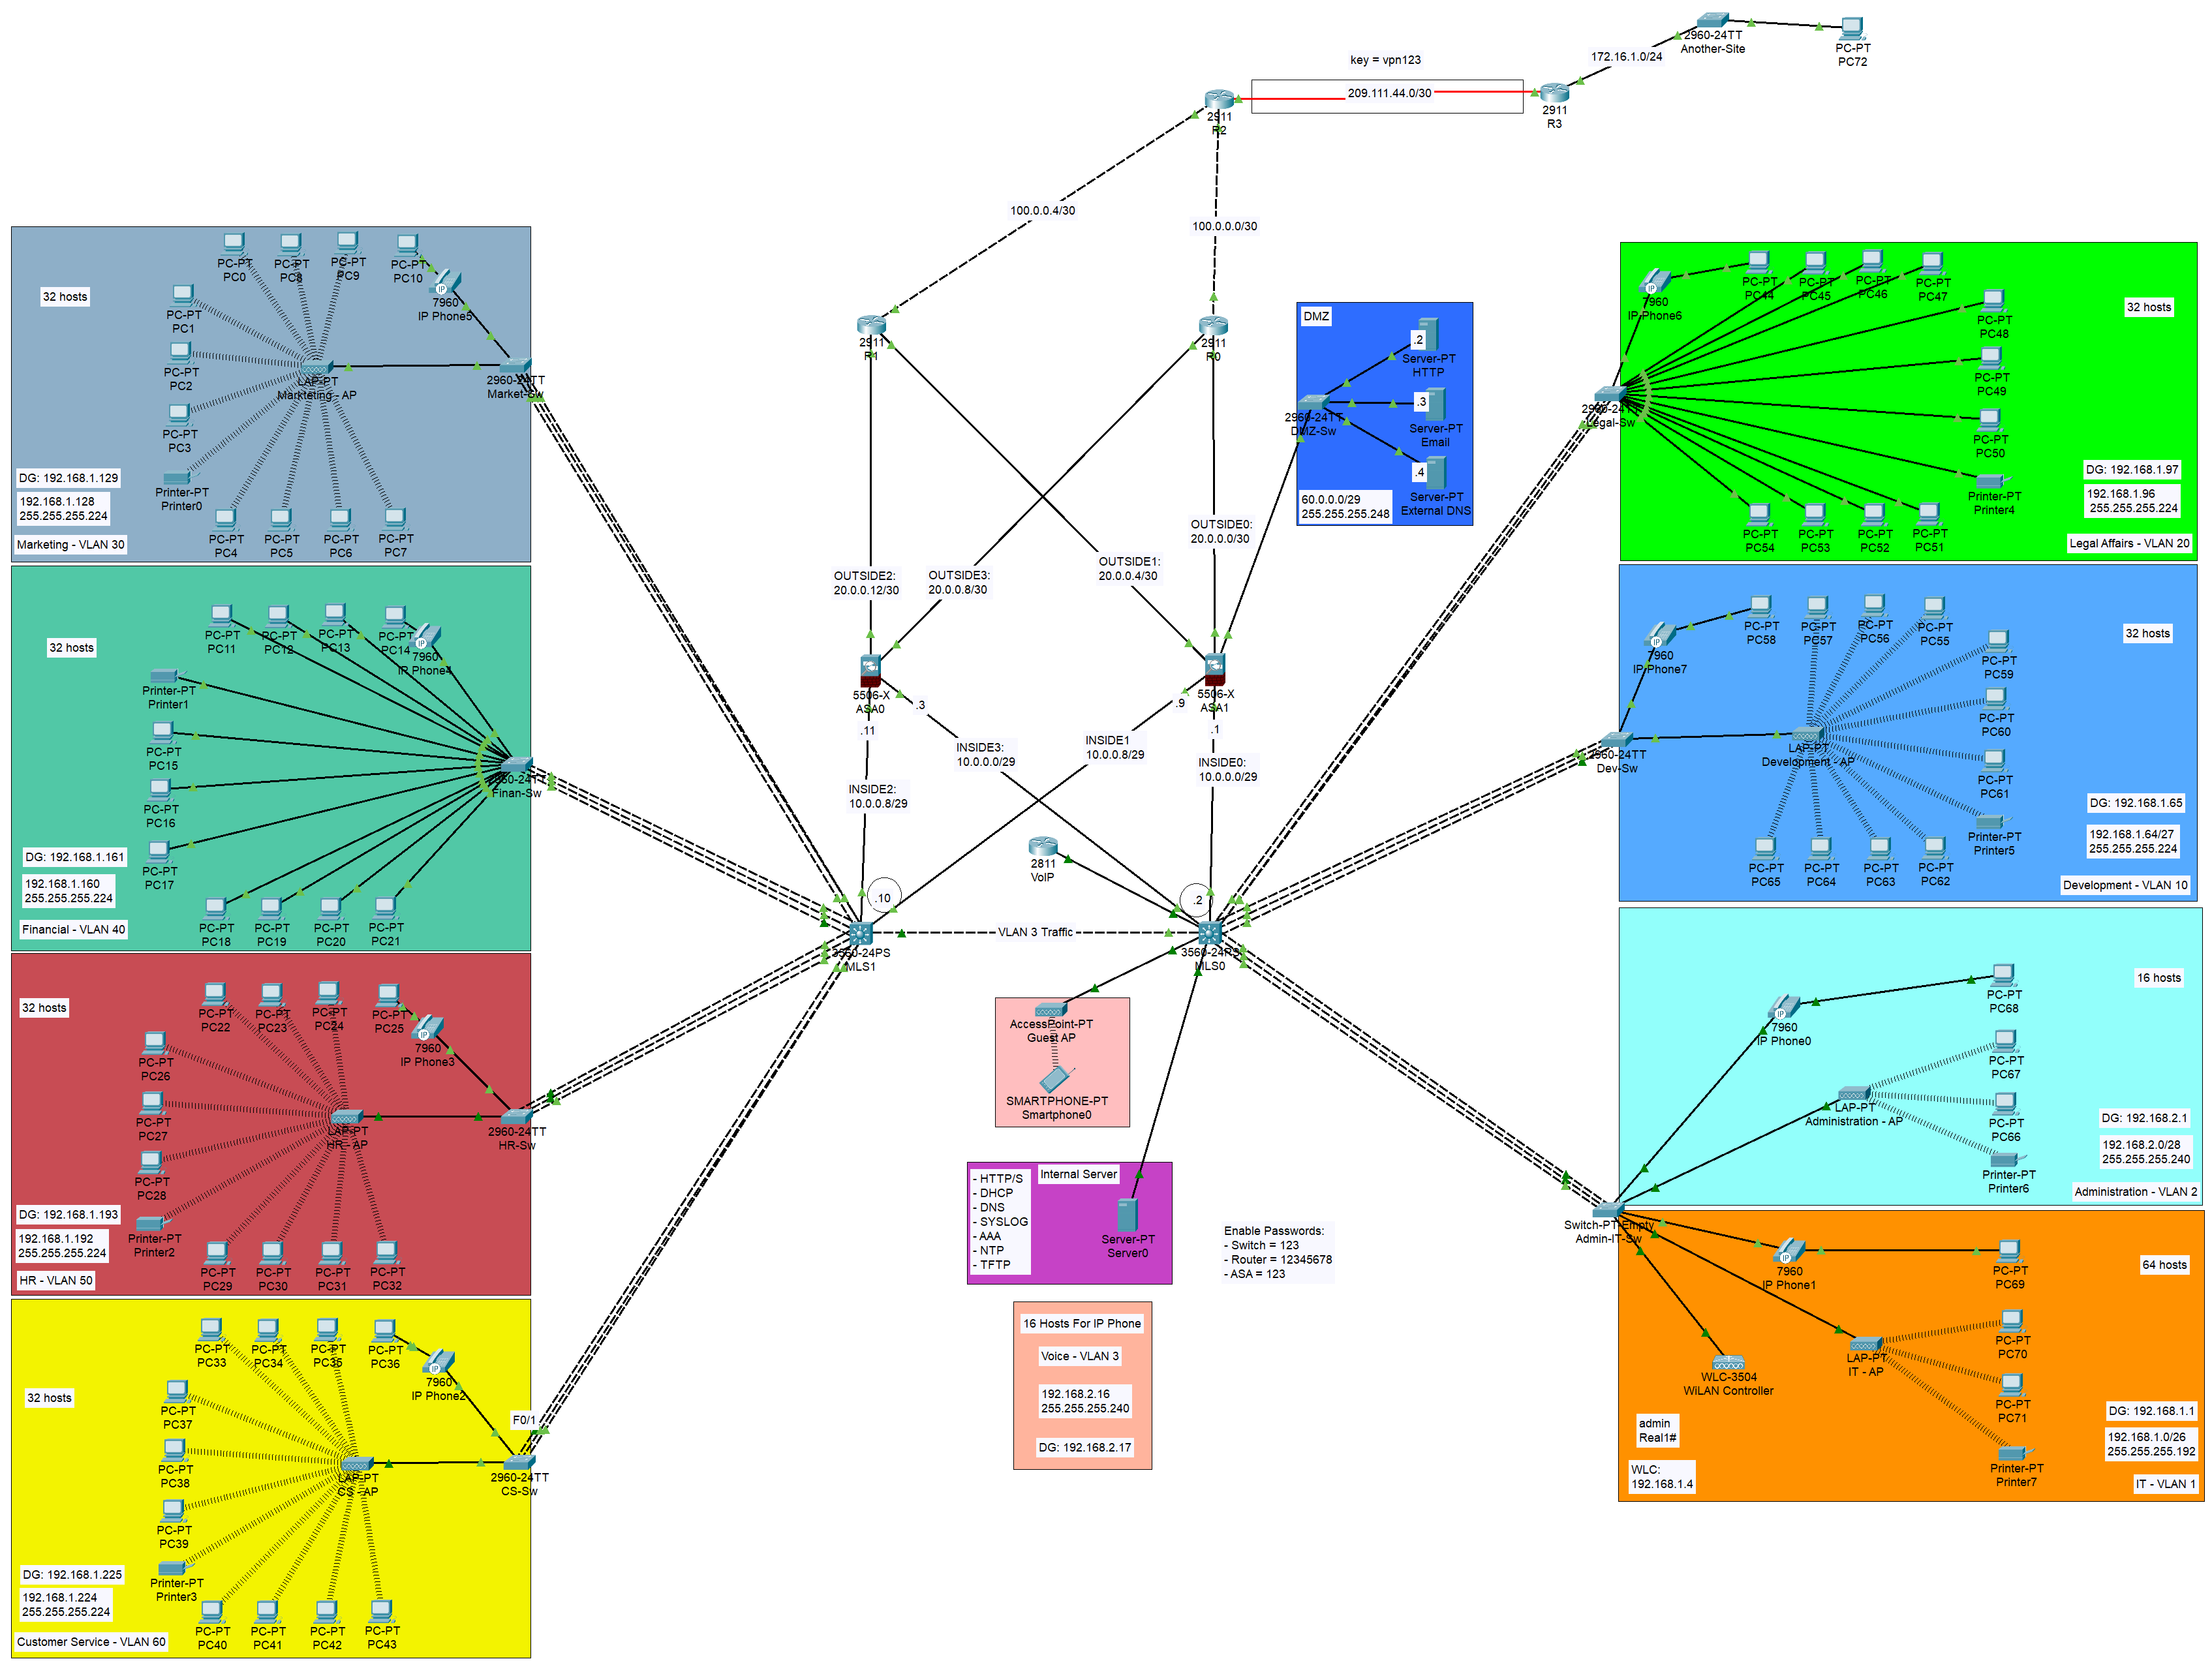 2960-24TT
Another-Site
PC-PT
PC72
172.16.1.0/24
key = vpn123
209.111.44.0/30
2911
R2
2911
R3
100.0.0.4/30
100.0.0.0/30
2911
R1
2911
R0
DMZ
.2
Server-PT
HTTP
.3
Server-PT
Email
.4
Server-PT
External DNS
2960-24TT
DMZ-Sw
60.0.0.0/29
255.255.255.248
OUTSIDE0:
20.0.0.0/30
OUTSIDE1:
20.0.0.4/30
OUTSIDE2:
20.0.0.12/30
OUTSIDE3:
20.0.0.8/30
5506-X
ASA0
5506-X
ASA1
.3
.11
.9
.1
INSIDE3:
10.0.0.0/29
INSIDE1
10.0.0.8/29
INSIDE0:
10.0.0.0/29
INSIDE2:
10.0.0.8/29
2811
VoIP
.10
.2
VLAN 3 Traffic
3560-24PS
MLS1
3560-24PS
MLS0
AccessPoint-PT
Guest AP
SMARTPHONE-PT
Smartphone0
Internal Server
- HTTP/S
- DHCP
- DNS
- SYSLOG
- AAA
- NTP
- TFTP
Server-PT
Server0
Enable Passwords:
- Switch = 123
- Router = 12345678
- ASA = 123
16 Hosts For IP Phone
Voice - VLAN 3
192.168.2.16
255.255.255.240
DG: 192.168.2.17
32 hosts
PC-PT
PC0
PC-PT
PC8
PC-PT
PC9
PC-PT
PC10
7960
IP Phone5
PC-PT
PC1
PC-PT
PC2
PC-PT
PC3
Printer-PT
Printer0
LAP-PT
Markteting - AP
2960-24TT
Market-Sw
PC-PT
PC4
PC-PT
PC5
PC-PT
PC6
PC-PT
PC7
DG: 192.168.1.129
192.168.1.128
255.255.255.224
Marketing - VLAN 30
32 hosts
PC-PT
PC11
PC-PT
PC12
PC-PT
PC13
PC-PT
PC14
7960
IP Phone4
Printer-PT
Printer1
PC-PT
PC15
PC-PT
PC16
PC-PT
PC17
2960-24TT
Finan-Sw
PC-PT
PC18
PC-PT
PC19
PC-PT
PC20
PC-PT
PC21
DG: 192.168.1.161
192.168.1.160
255.255.255.224
Financial - VLAN 40
32 hosts
PC-PT
PC22
PC-PT
PC23
PC-PT
PC24
PC-PT
PC25
7960
IP Phone3
PC-PT
PC26
PC-PT
PC27
PC-PT
PC28
Printer-PT
Printer2
LAP-PT
HR - AP
2960-24TT
HR-Sw
PC-PT
PC29
PC-PT
PC30
PC-PT
PC31
PC-PT
PC32
DG: 192.168.1.193
192.168.1.192
255.255.255.224
HR - VLAN 50
32 hosts
PC-PT
PC33
PC-PT
PC34
PC-PT
PC35
PC-PT
PC36
7960
IP Phone2
F0/1
PC-PT
PC37
PC-PT
PC38
PC-PT
PC39
Printer-PT
Printer3
LAP-PT
CS - AP
2960-24TT
CS-Sw
PC-PT
PC40
PC-PT
PC41
PC-PT
PC42
PC-PT
PC43
DG: 192.168.1.225
192.168.1.224
255.255.255.224
Customer Service - VLAN 60
7960
IP Phone6
PC-PT
PC44
PC-PT
PC45
PC-PT
PC46
PC-PT
PC47
32 hosts
PC-PT
PC48
PC-PT
PC49
PC-PT
PC50
Printer-PT
Printer4
2960-24TT
Legal-Sw
PC-PT
PC54
PC-PT
PC53
PC-PT
PC52
PC-PT
PC51
DG: 192.168.1.97
192.168.1.96
255.255.255.224
Legal Affairs - VLAN 20
7960
IP Phone7
PC-PT
PC58
PC-PT
PC57
PC-PT
PC56
PC-PT
PC55
32 hosts
PC-PT
PC59
PC-PT
PC60
PC-PT
PC61
Printer-PT
Printer5
2960-24TT
Dev-Sw
LAP-PT
Development - AP
PC-PT
PC65
PC-PT
PC64
PC-PT
PC63
PC-PT
PC62
DG: 192.168.1.65
192.168.1.64/27
255.255.255.224
Development - VLAN 10
16 hosts
7960
IP Phone0
PC-PT
PC68
PC-PT
PC67
PC-PT
PC66
LAP-PT
Administration - AP
Printer-PT
Printer6
DG: 192.168.2.1
192.168.2.0/28
255.255.255.240
Administration - VLAN 2
Switch-PT-Empty
Admin-IT-Sw
7960
IP Phone1
PC-PT
PC69
64 hosts
PC-PT
PC70
PC-PT
PC71
LAP-PT
IT - AP
WLC-3504
WiLAN Controller
Printer-PT
Printer7
admin
Real1#
WLC:
192.168.1.4
DG: 192.168.1.1
192.168.1.0/26
255.255.255.192
IT - VLAN 1